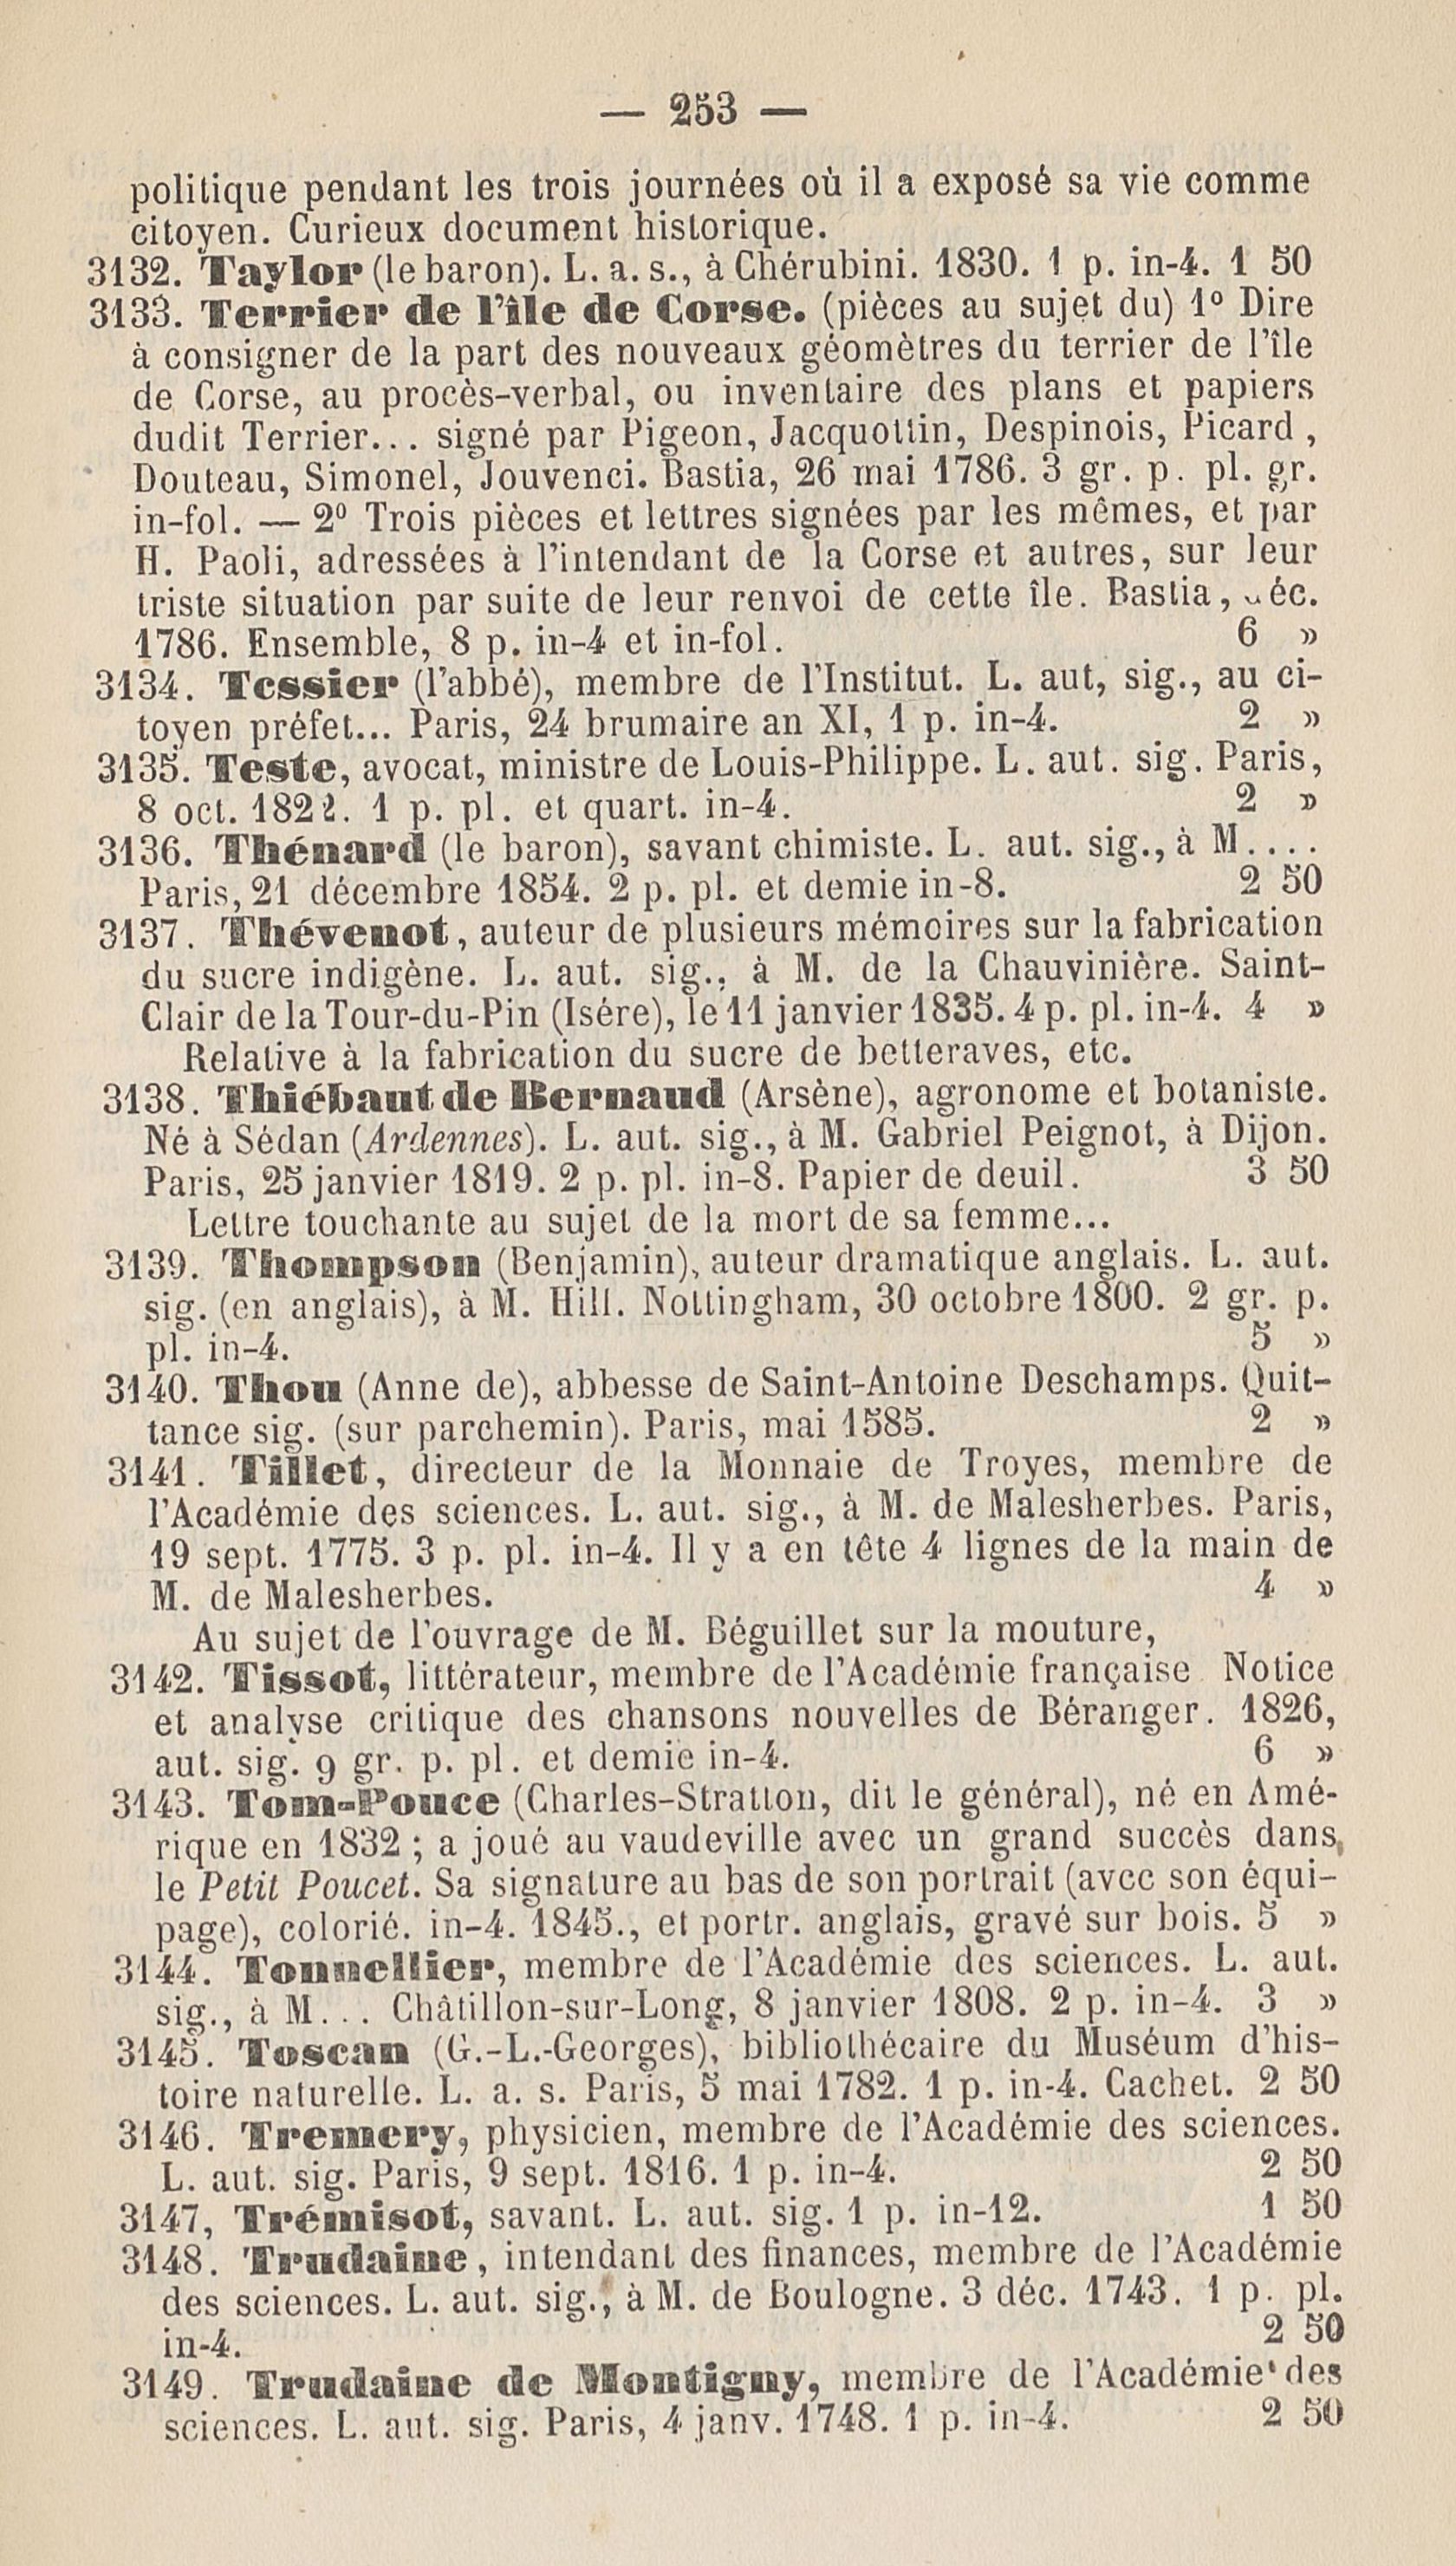 — 253 —
politique pendant les trois journées où il a exposé sa vie comme
citoyen. Curieux document historique.
3132. Taylor (le baron). L. a. s., à Chérubini. 1830. 1 p. in-4. 1 50
3133. Terrier de l'île de Corse. (pièces au sujet du) 1º Dire
à consigner de la part des nouveaux géomètres du terrier de l'île
de Corse, au procès-verbal, ou inventaire des plans et papiers
dudit Terrier... signé par Pigeon, Jacquottin, Despinois, Picard,
Douteau, Simonel, Jouvenci. Bastia, 26 mai 1786. 3 gr. p. pl. gr.
in-fol. — 2º Trois pièces et lettres signées par les mêmes, et par
H. Paoli, adressées à l'intendant de la Corse et autres, sur leur
triste situation par suite de leur renvoi de cette île. Bastia, éc.
1786. Ensemble, 8 p. in-4 et in-fol. 6 »
3134. Tessier (l'abbé), membre de l'Institut. L. aut, sig., au ci-
toyen préfet... Paris, 24 brumaire an XI, 1 p. in-4. 2 »
3135. Teste, avocat, ministre de Louis-Philippe. L. aut. sig. Paris,
8 oct. 1822. 1 p. pl. et quart. in-4. 2 »
3136. Thénard (le baron), savant chimiste. L. aut. sig., à M....
Paris, 21 décembre 1854. 2 p. pl. et demie in-8. 2 50
3137. Thévenot, auteur de plusieurs mémoires sur la fabrication
du sucre indigène. L. aut. sig., à M. de la Chauvinière. Saint-
Clair de la Tour-du-Pin (Isére), le 11 janvier 1835. 4 p. pl. in-4. 4 »
Relative à la fabrication du sucre de betteraves, etc.
3138. Thiébaut de Bernaud (Arsène), agronome et botaniste.
Né à Sédan (Ardennes). L. aut. sig., à M. Gabriel Peignot, à Dijon.
Paris, 25 janvier 1819. 2 p. pl. in-8. Papier de deuil. 3 50
Lettre touchante au sujet de la mort de sa femme...
3139. Thompson (Benjamin), auteur dramatique anglais. L. aut.
sig. (en anglais), à M. Hill. Nottingham, 30 octobre 1800. 2 gr. p.
pl. in-4. 5 »
3140. Thou (Anne de), abbesse de Saint-Antoine Deschamps. Quit-
tance sig. (sur parchemin). Paris, mai 1585. 2 »
3141. Tillet, directeur de la Monnaie de Troyes, membre de
l'Académie des sciences. L. aut. sig., à M. de Malesherbes. Paris,
19 sept. 1775. 3 p. pl. in-4. Il y a en tête 4 lignes de la main de
M. de Malesherbes. 4 »
Au sujet de l'ouvrage de M. Béguillet sur la mouture,
3142. Tissot, littérateur, membre de l'Académie française. Notice
et analyse critique des chansons nouvelles de Béranger. 1826,
aut. sig. 9 gr. p. pl. et demie in-4. 6 »
3143. Tom-Pouce (Charles-Stratton, dit le général), né en Amé-
rique en 1832 ; a joué au vaudeville avec un grand succès dans,
le Petit Poucet. Sa signature au bas de son portrait (avec son équi-
page), colorié. in-4. 1845., et portr. anglais, gravé sur bois. 5 »
3144. Tonnellier, membre de l'Académie des sciences. L. aut.
sig., à M... Châtillon-sur-Long, 8 janvier 1808. 2 p. in-4. 3 »
3145. Toscan (G.-L.-Georges), bibliothécaire du Muséum d'his-
toire naturelle. L. a. s. Paris, 5 mai 1782. 1 p. in-4. Cachet. 2 50
3146. Tremery, physicien, membre de l'Académie des sciences.
L. aut. sig. Paris, 9 sept. 1816. 1 p. in-4. 2 50
3147, Trémisot, savant. L. aut. sig. 1 p. in-12. 1 50
3148. Trudaine, intendant des finances, membre de l'Académie
des sciences. L. aut. sig., à M. de Boulogne. 3 déc. 1743. 1 p. pl.
in-4. 2 50
3149. Trudaine de Montigny, membre de l'Académie des
sciences. L. aut. sig. Paris, 4 janv. 1748. 1 p. in-4. 2 50